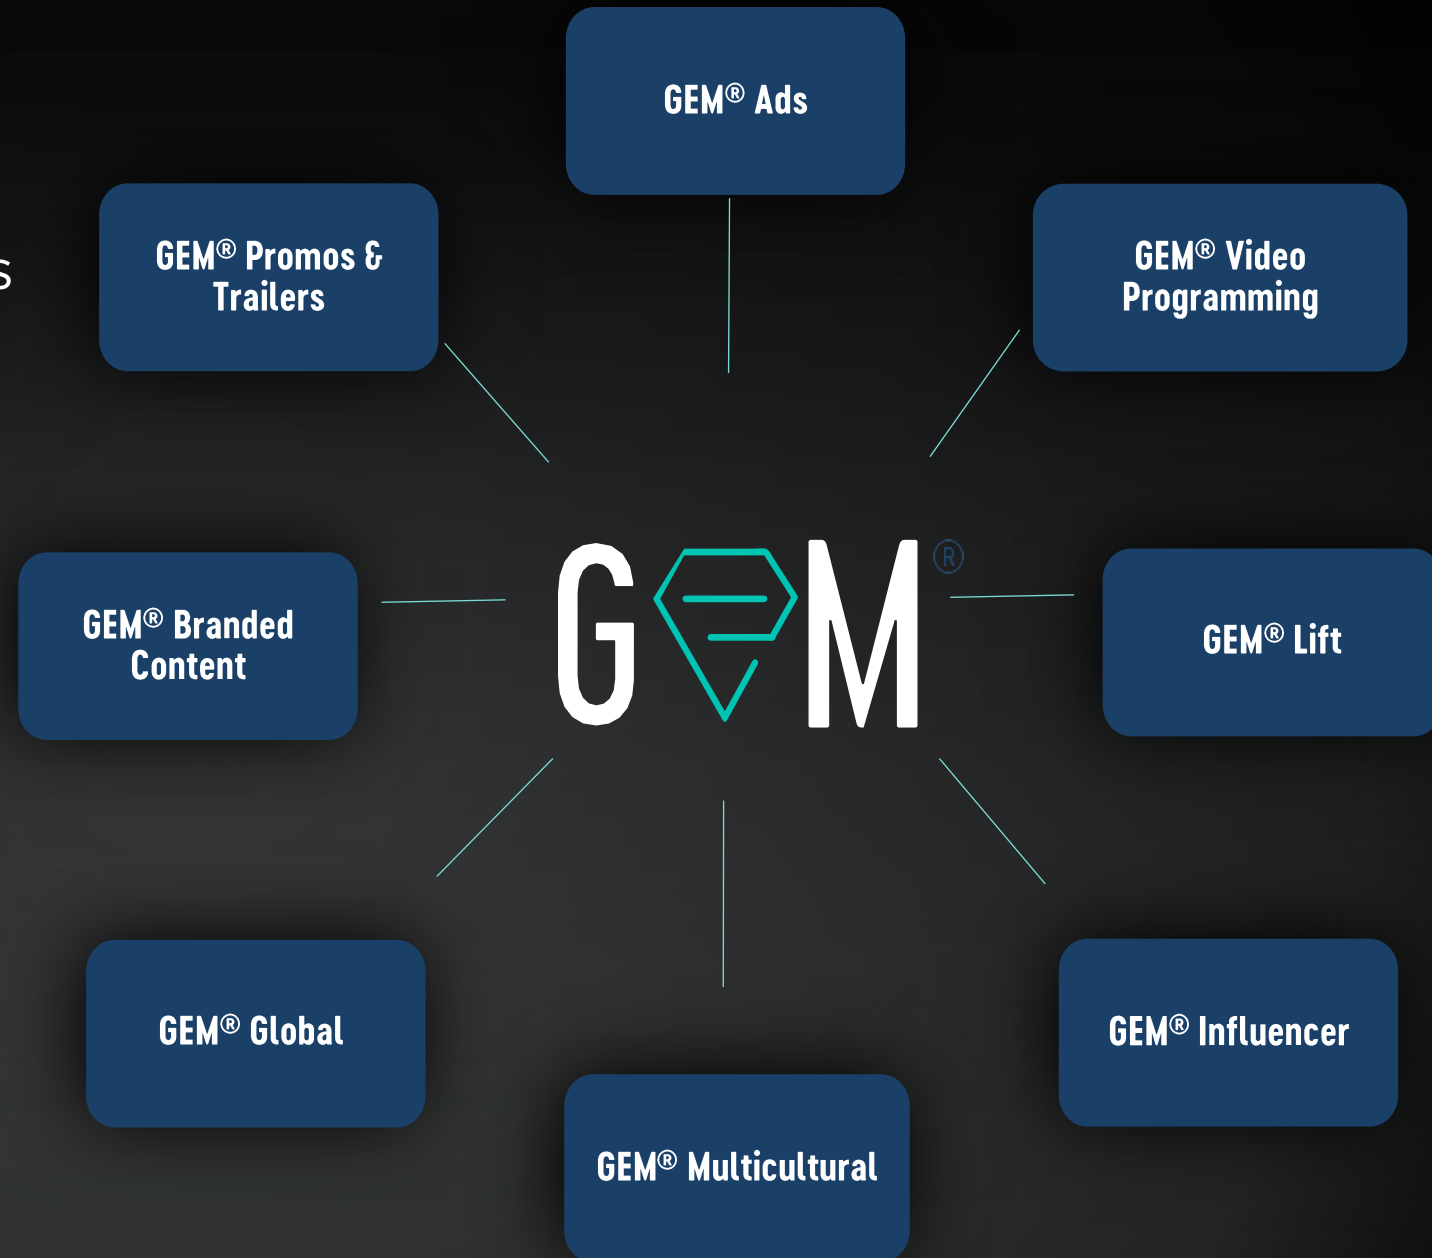 GEM® Ads
GEM® Promos &
Trailers
GEM® Video
Programming
s
GEM®
GEM® Branded
Content
GEM® Lift
GEM® Global
GEM® Influencer
GEM® Multicultural